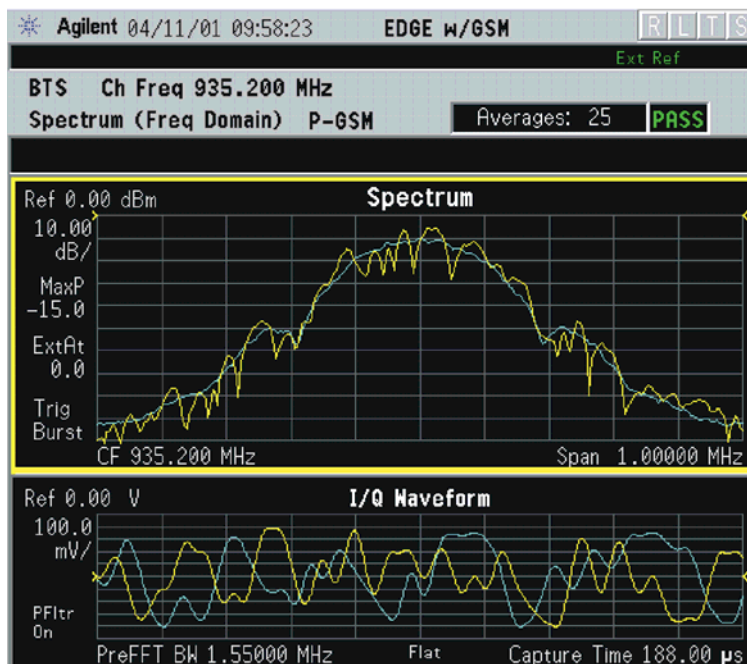 Agilent 04/11/01 09:58:23 EDGE w/GSM R L T S
Ext Ref
BTS Ch Freq 935.200 MHz
Spectrum (Freq Domain) P-GSM Averages: 25 PASS
Ref 0.00 dBm Spectrum
10.00
dB/
MaxP
-15.0
ExtAt
0.0
Trig
Burst
CF 935.200 MHz Span 1.00000 MHz
Ref 0.00 V I/Q Waveform
100.0
mV/
PFltr
On
PreFFT BW 1.55000 MHz Flat Capture Time 188.00 µs